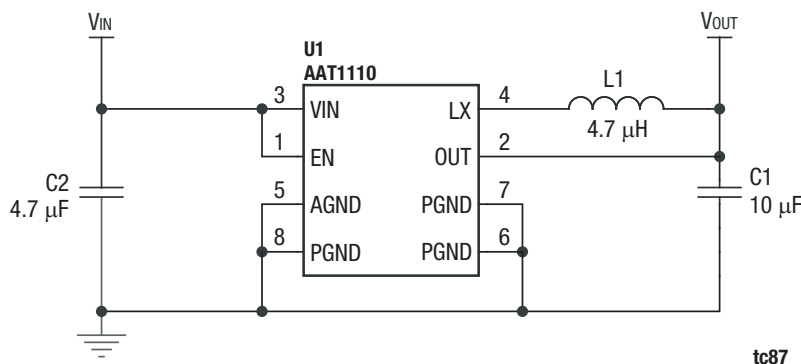 VIN
VOUT
U1
AAT1110
L1
4.7 μH
3
VIN
LX
4
1
EN
OUT
2
C2
4.7 μF
5
AGND
PGND
7
C1
10 μF
8
PGND
PGND
6
tc87